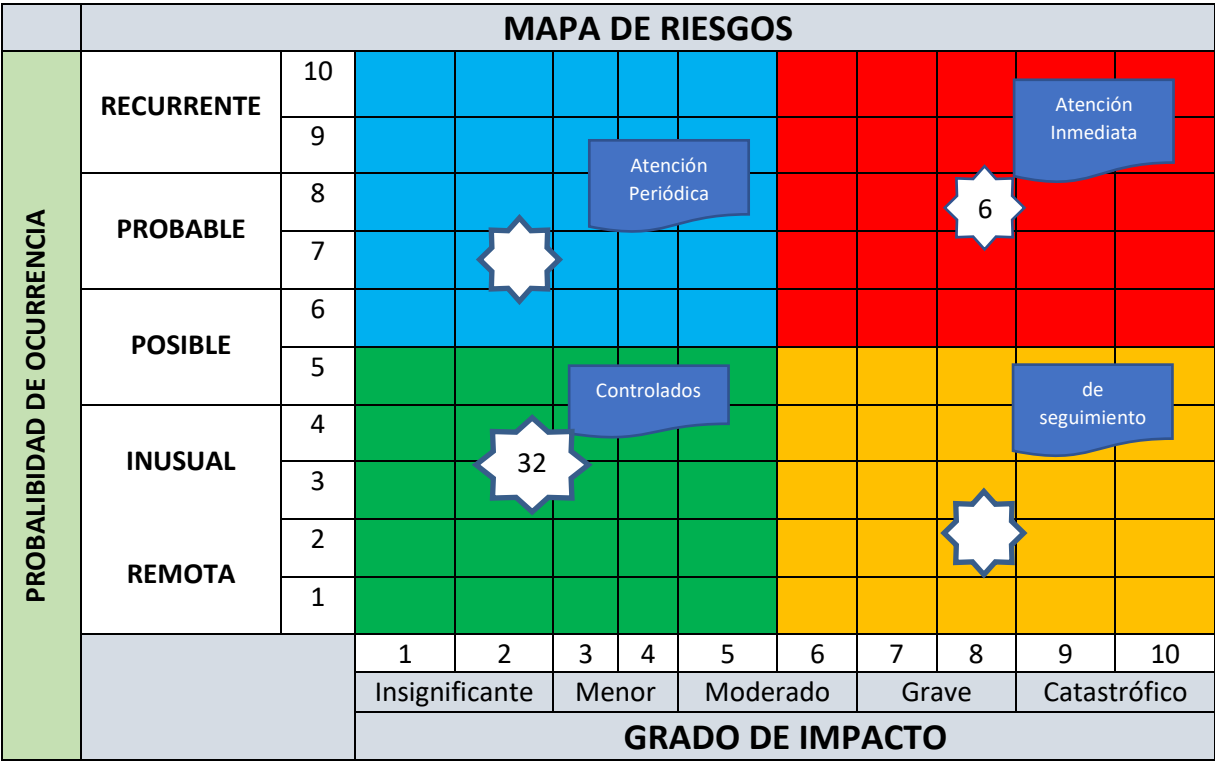 MAPA DE RIESGOS
PROBALIBIDAD DE OCURRENCIA
RECURRENTE
10
9
Atención
Inmediata
Atención
Periódica
PROBABLE
8
7
6
POSIBLE
6
5
Controlados
de
seguimiento
INUSUAL
4
3
32
REMOTA
2
1
1 2 3 4 5 6 7 8 9 10
Insignificante Menor Moderado Grave Catastrófico
GRADO DE IMPACTO